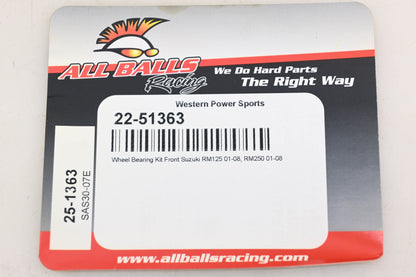 ALL BALLS
Racing
We Do Hard Parts
The Right Way
Western Power Sports
22-51363
Wheel Bearing Kit Front Suzuki RM125 01-08, RM250 01-08
25-1363
SAS30-07E
www.allballsracing.com